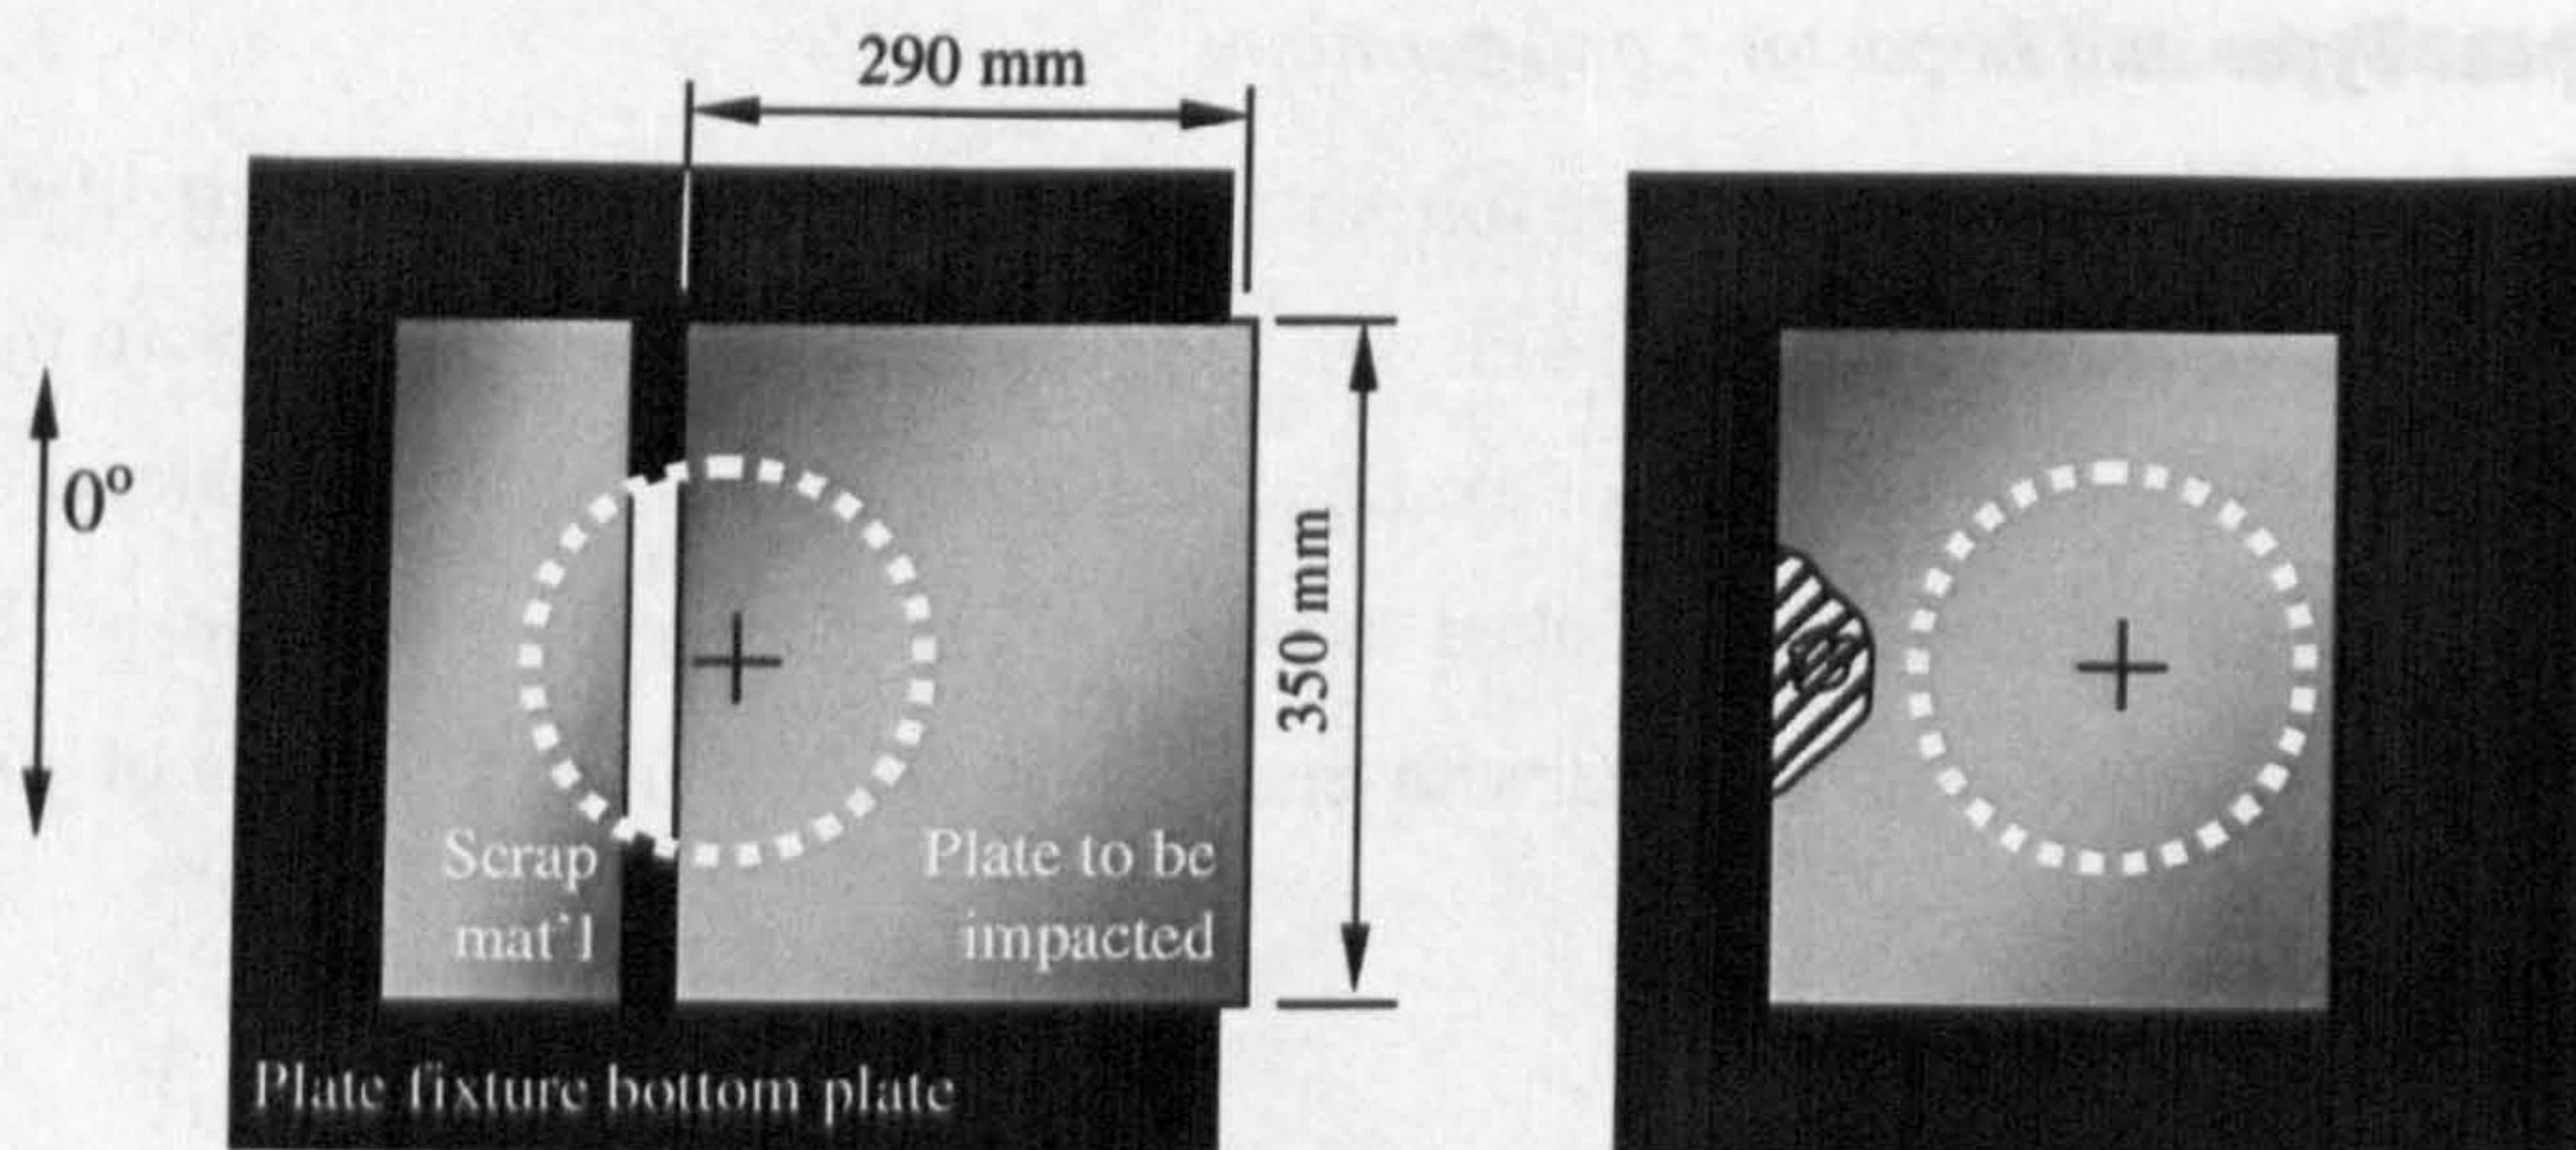 290 mm
0°
350 mm
Scrap
mat'l
Plate to be
impacted
Plate fixture bottom plate